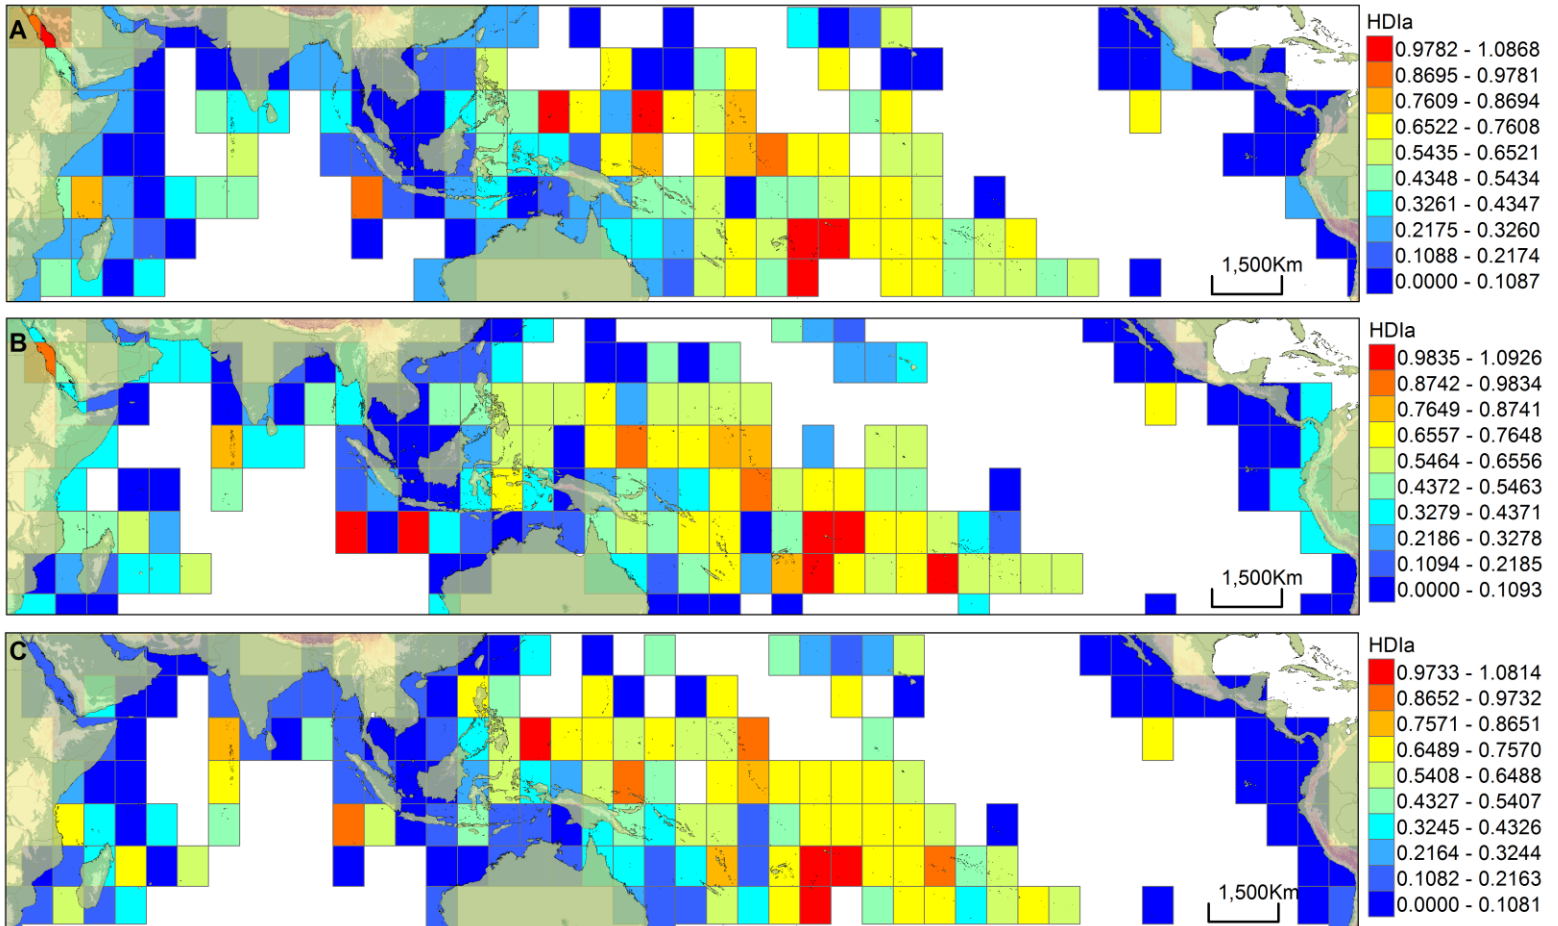 A
HDIa
0.9782 - 1.0868
0.8695 - 0.9781
0.7609 - 0.8694
0.6522 - 0.7608
0.5435 - 0.6521
0.4348 - 0.5434
0.3261 - 0.4347
0.2175 - 0.3260
0.1088 - 0.2174
0.0000 - 0.1087
1,500Km
B
HDIa
0.9835 - 1.0926
0.8742 - 0.9834
0.7649 - 0.8741
0.6557 - 0.7648
0.5464 - 0.6556
0.4372 - 0.5463
0.3279 - 0.4371
0.2186 - 0.3278
0.1094 - 0.2185
0.0000 - 0.1093
1,500Km
C
HDIa
0.9733 - 1.0814
0.8652 - 0.9732
0.7571 - 0.8651
0.6489 - 0.7570
0.5408 - 0.6488
0.4327 - 0.5407
0.3245 - 0.4326
0.2164 - 0.3244
0.1082 - 0.2163
0.0000 - 0.1081
1,500Km